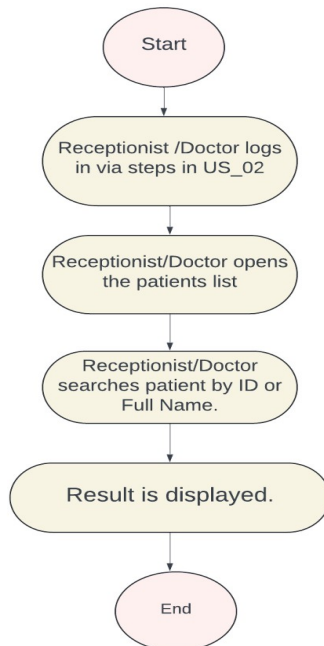 Start
Receptionist /Doctor logs
in via steps in US_02
Receptionist/Doctor opens
the patients list
Receptionist/Doctor
searches patient by ID or
Full Name.
Result is displayed.
End